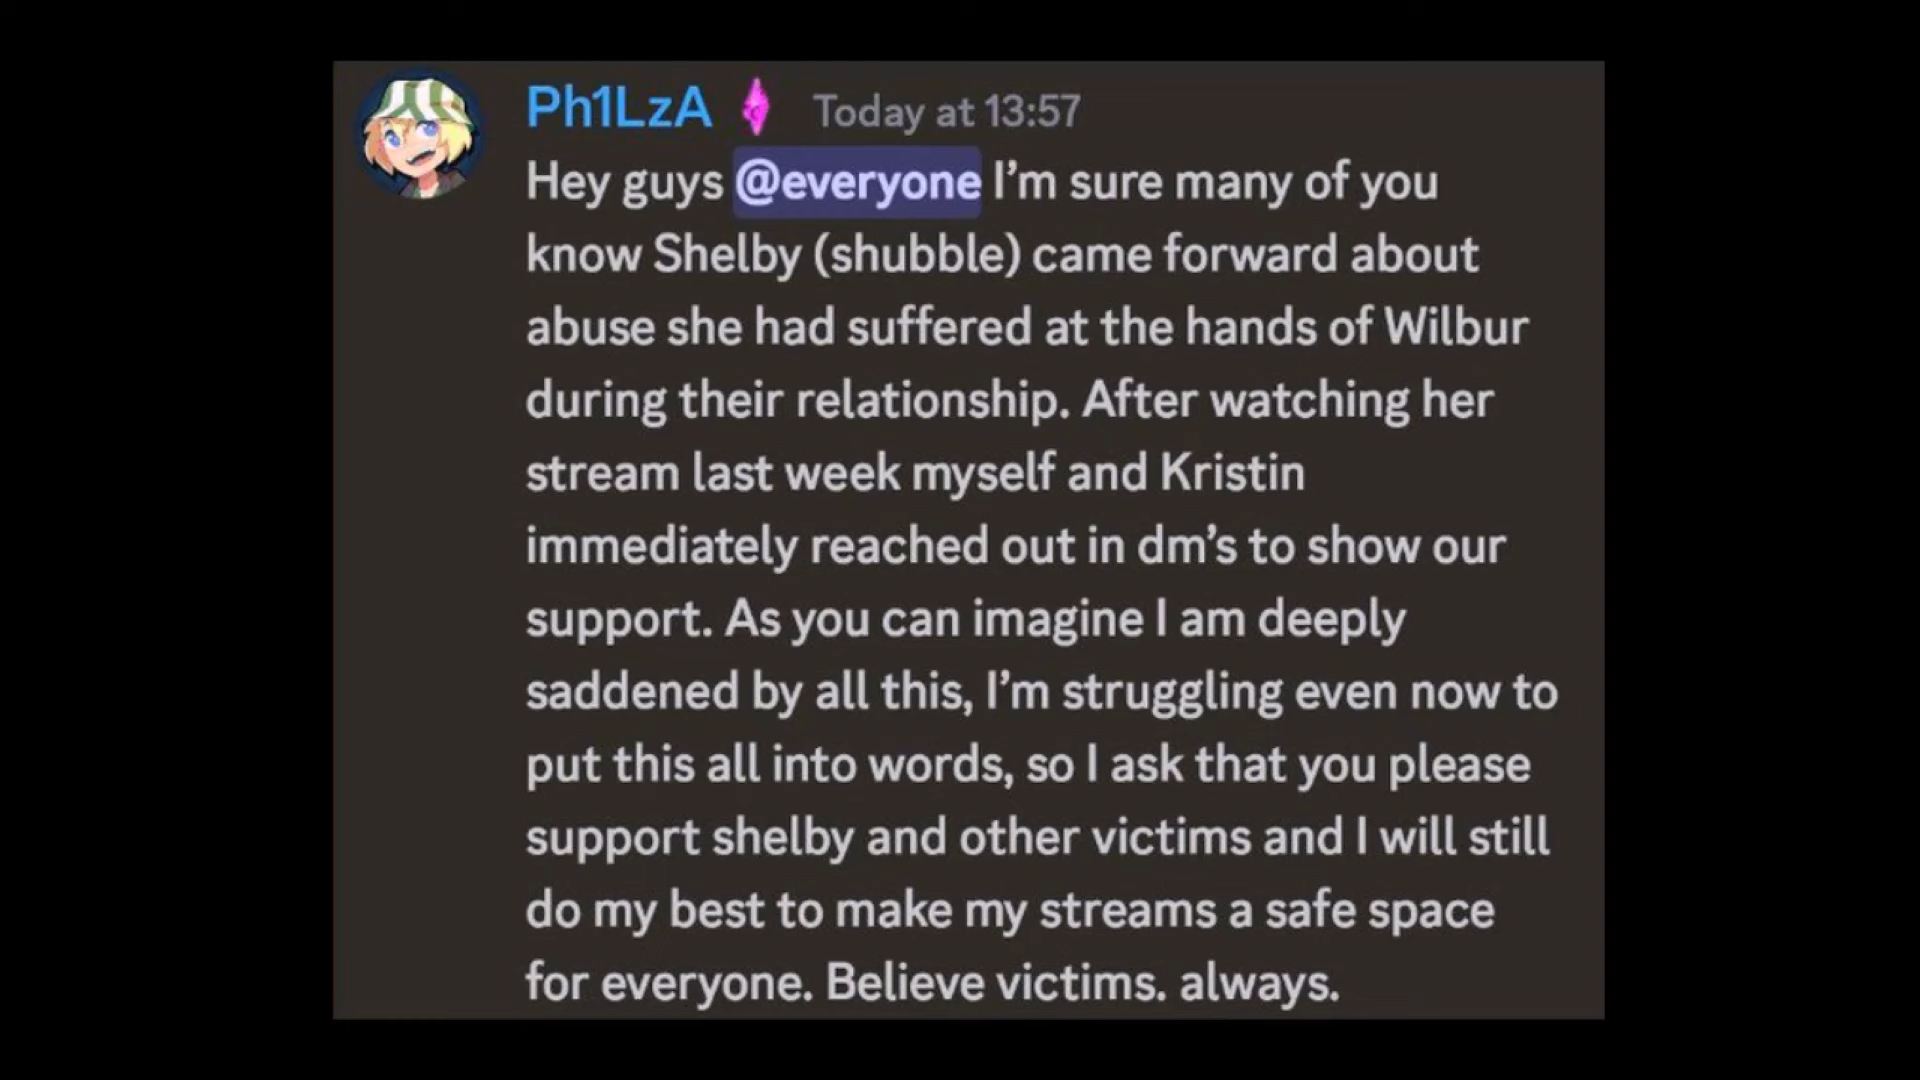 Ph1LzA Today at 13:57
Hey guys @everyone I’m sure many of you
know Shelby (shubble) came forward about
abuse she had suffered at the hands of Wilbur
during their relationship. After watching her
stream last week myself and Kristin
immediately reached out in dm’s to show our
support. As you can imagine I am deeply
saddened by all this, I’m struggling even now to
put this all into words, so I ask that you please
support shelby and other victims and I will still
do my best to make my streams a safe space
for everyone. Believe victims. always.